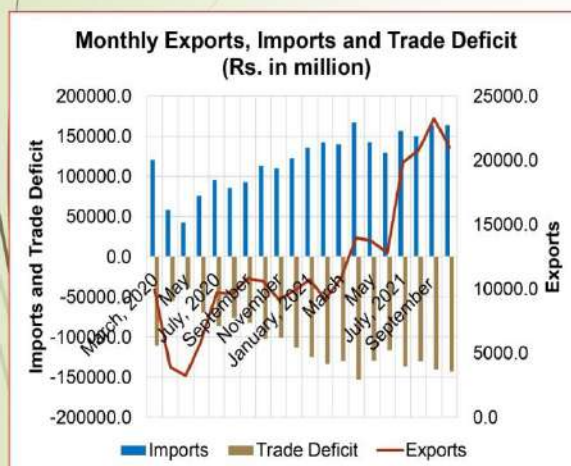 Monthly Exports, Imports and Trade Deficit
(Rs. in million)
200000.0
150000.0
100000.0
50000.0
0.0
-50000.0
-100000.0
-150000.0
-200000.0
Imports and Trade Deficit
25000.0
20000.0
15000.0
10000.0
5000.0
0.0
Exports
March, 2020
May
July, 2020
September
November
January, 2021
March
May
July, 2021
September
Imports
Trade Deficit
Exports